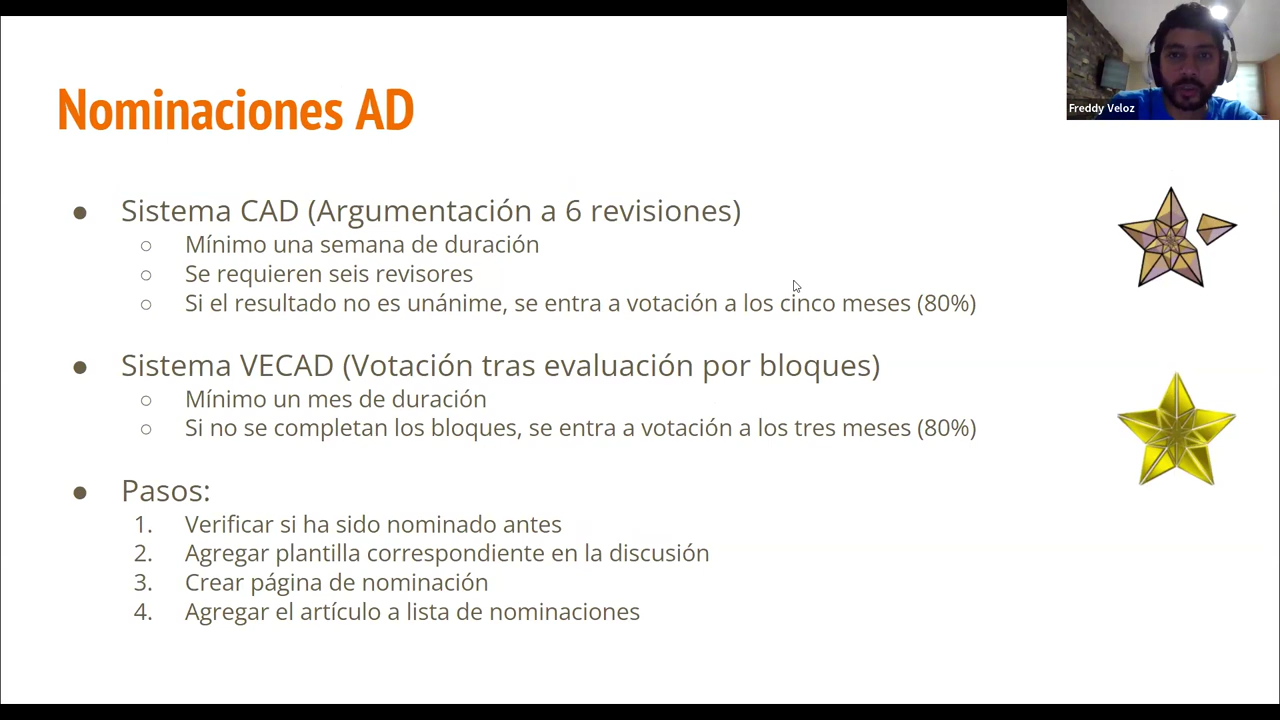 Freddy Veloz
Nominaciones AD
● Sistema CAD (Argumentación a 6 revisiones)
○ Mínimo una semana de duración
○ Se requieren seis revisores
○ Si el resultado no es unánime, se entra a votación a los cinco meses (80%)
● Sistema VECAD (Votación tras evaluación por bloques)
○ Mínimo un mes de duración
○ Si no se completan los bloques, se entra a votación a los tres meses (80%)
● Pasos:
1. Verificar si ha sido nominado antes
2. Agregar plantilla correspondiente en la discusión
3. Crear página de nominación
4. Agregar el artículo a lista de nominaciones